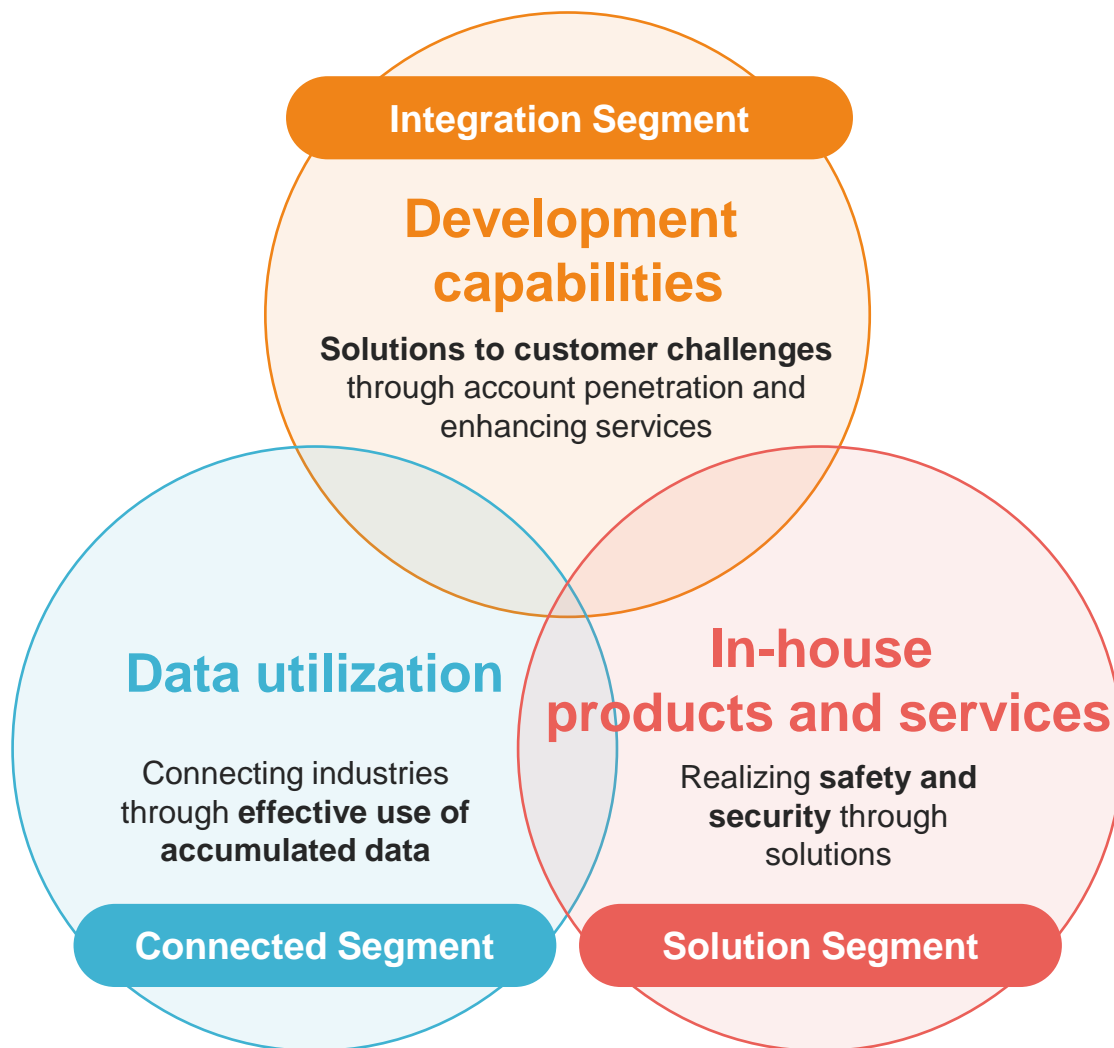 Integration Segment
Development
capabilities
Solutions to customer challenges
through account penetration and
enhancing services
Data utilization
Connecting industries
through effective use of
accumulated data
Connected Segment
In-house
products and services
Realizing safety and
security through
solutions
Solution Segment